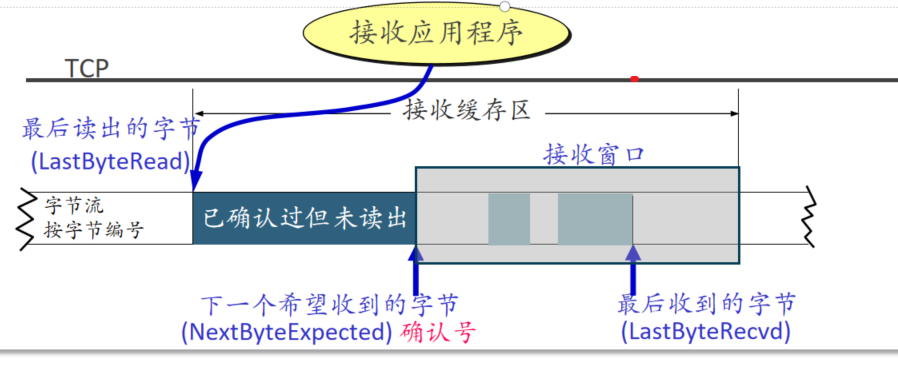 接收应用程序
TCP
接收缓存区
最后读出的字节
(LastByteRead)
接收窗口
字节流
按字节编号
已确认过但未读出
下一个希望收到的字节
(NextByteExpected) 确认号
最后收到的字节
(LastByteRecvd)